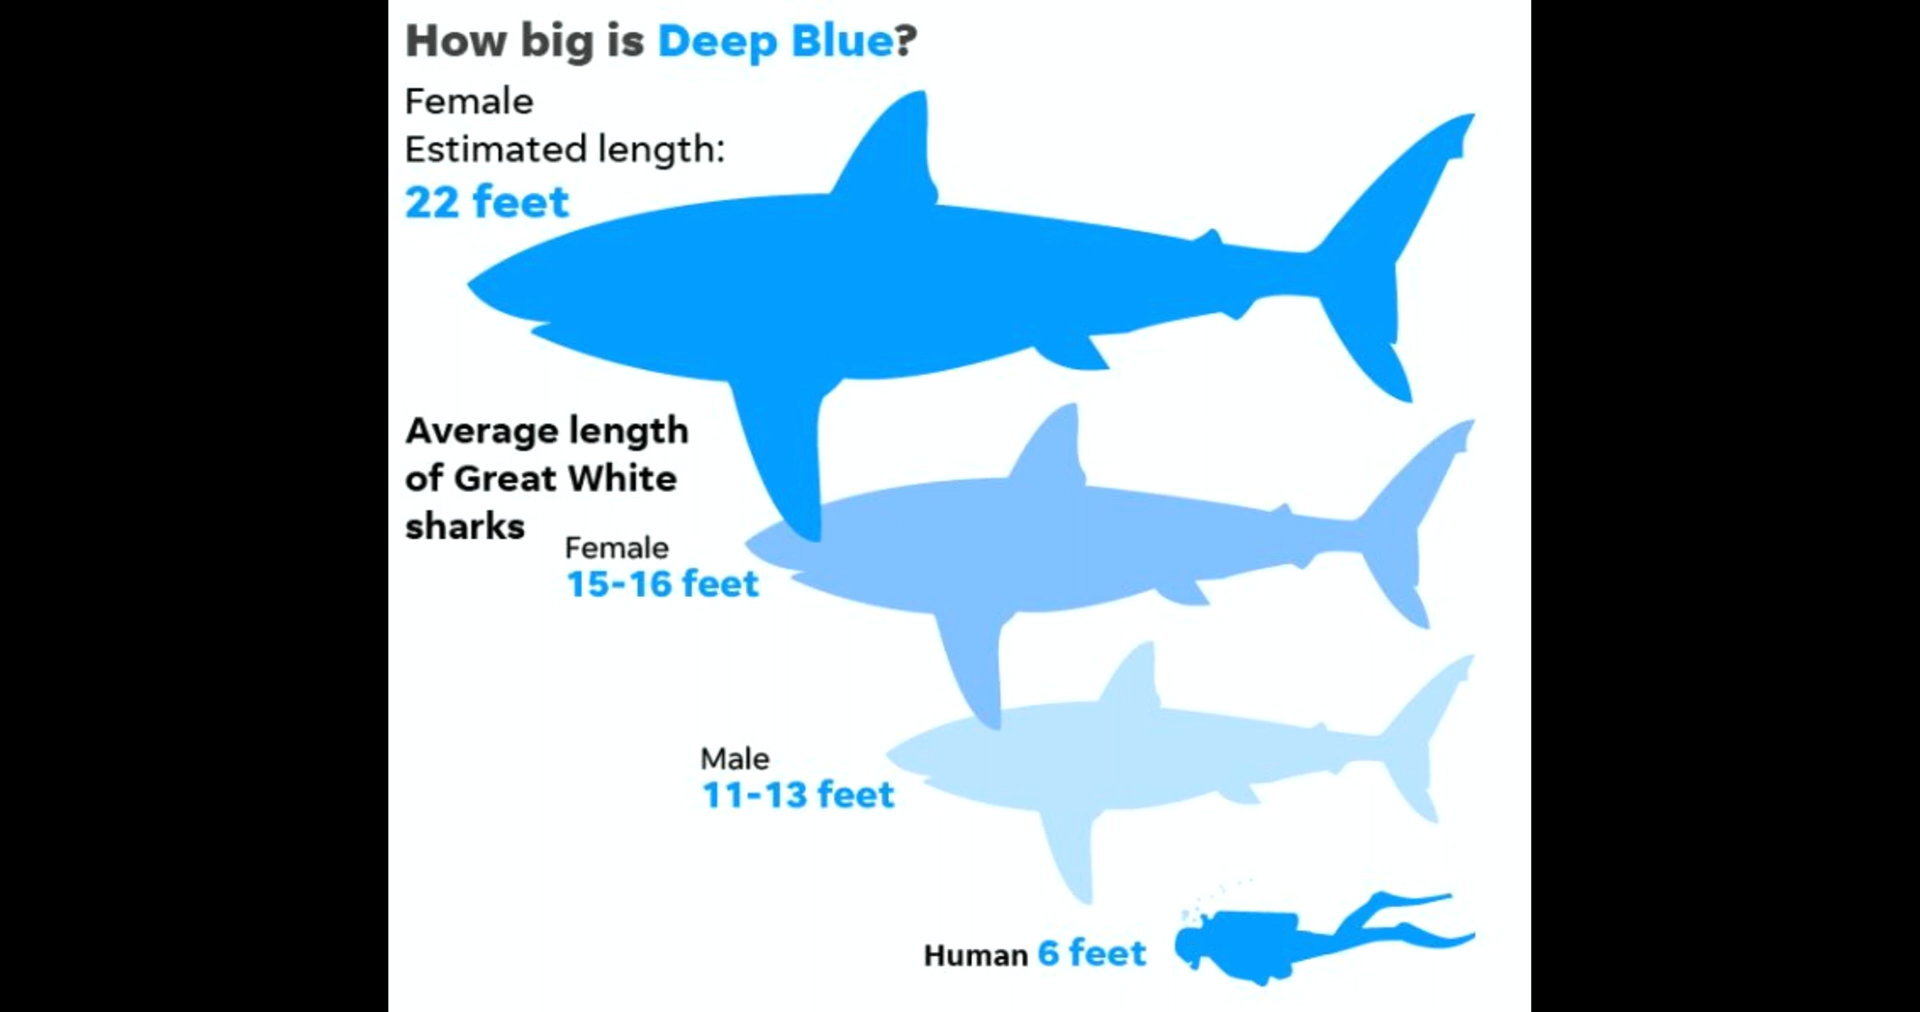 How big is Deep Blue?
Female
Estimated length:
22 feet
Average length
of Great White
sharks
Female
15-16 feet
Male
11-13 feet
Human 6 feet